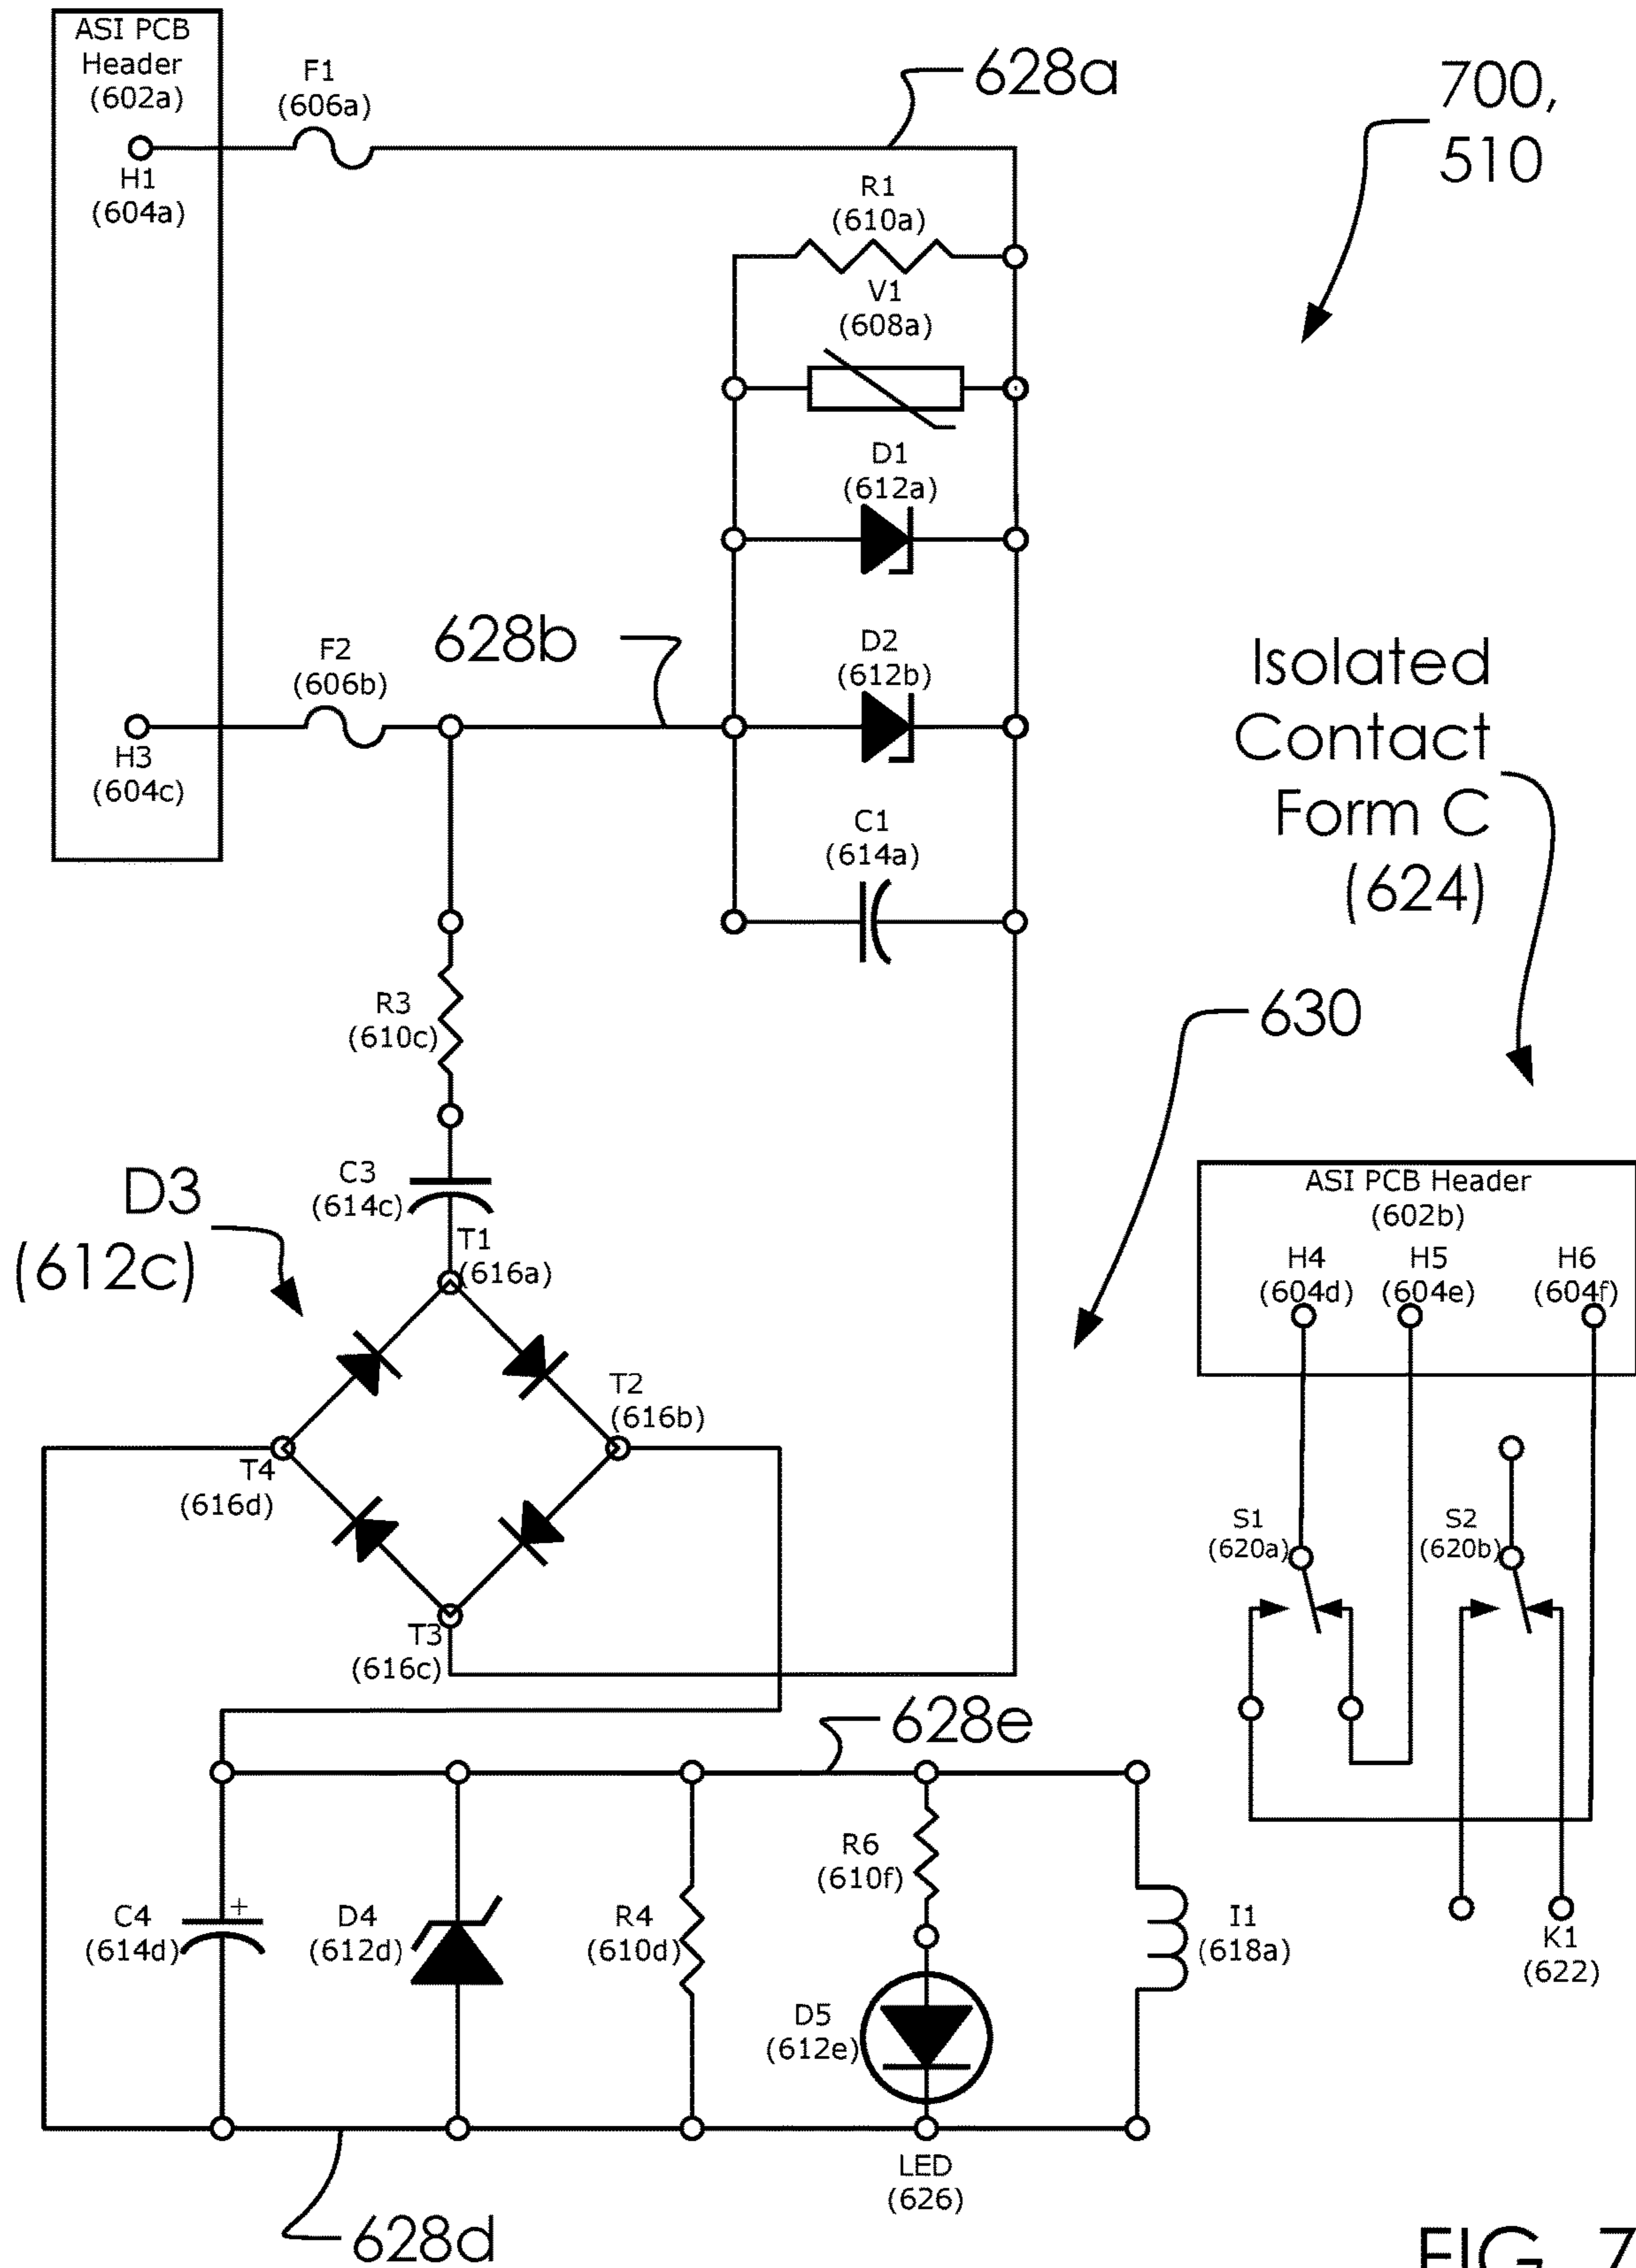 ASI PCB
Header
(602a)
F1
(606a)
628a
700,
510
H1
(604a)
R1
(610a)
V1
(608a)
D1
(612a)
F2
(606b)
628b
D2
(612b)
Isolated
Contact
Form C
(624)
H3
(604c)
C1
(614a)
R3
(610c)
630
D3
(612c)
C3
(614c)
T1
(616a)
ASI PCB Header
(602b)
H4
(604d)
H5
(604e)
H6
(604f)
T2
(616b)
T4
(616d)
S1
(620a)
S2
(620b)
T3
(616c)
628e
R6
(610f)
C4
(614d)
+
D4
(612d)
R4
(610d)
I1
(618a)
K1
(622)
D5
(612e)
LED
(626)
628d
FIG. 7